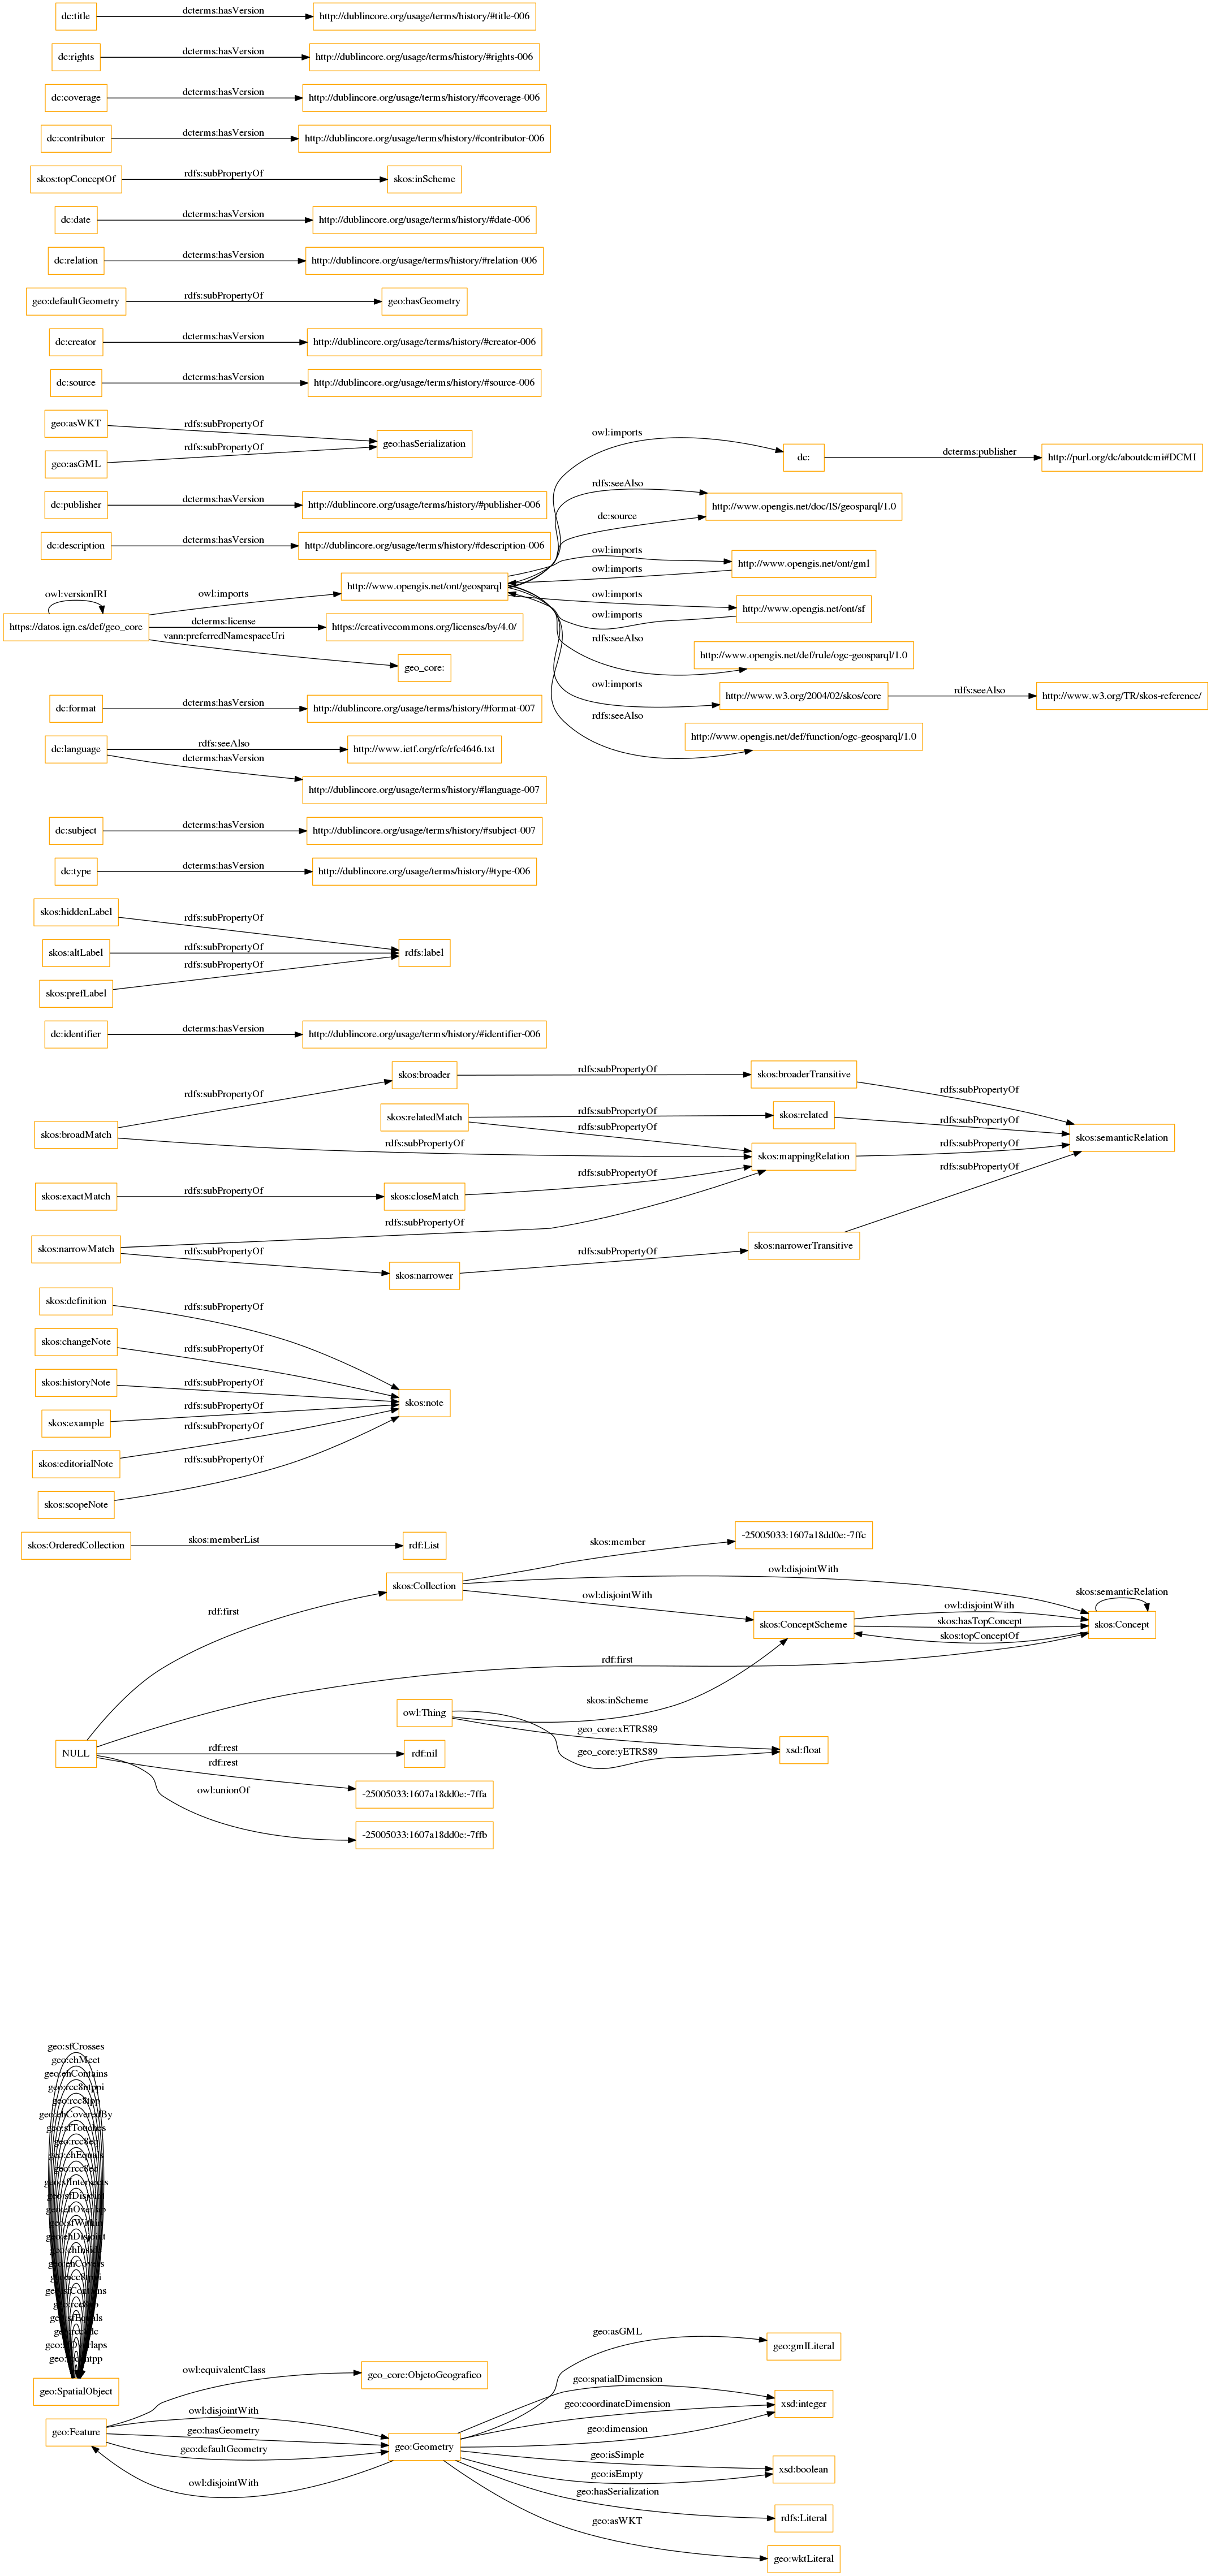 dc:title
dcterms:hasVersion
http://dublincore.org/usage/terms/history/#title-006
dc:rights
dcterms:hasVersion
http://dublincore.org/usage/terms/history/#rights-006
dc:coverage
dcterms:hasVersion
http://dublincore.org/usage/terms/history/#coverage-006
dc:contributor
dcterms:hasVersion
http://dublincore.org/usage/terms/history/#contributor-006
skos:topConceptOf
rdfs:subPropertyOf
skos:inScheme
dc:date
dcterms:hasVersion
http://dublincore.org/usage/terms/history/#date-006
dc:relation
dcterms:hasVersion
http://dublincore.org/usage/terms/history/#relation-006
geo:defaultGeometry
rdfs:subPropertyOf
geo:hasGeometry
dc:creator
dcterms:hasVersion
http://dublincore.org/usage/terms/history/#creator-006
dc:source
dcterms:hasVersion
http://dublincore.org/usage/terms/history/#source-006
geo:asWKT
rdfs:subPropertyOf
geo:hasSerialization
geo:asGML
rdfs:subPropertyOf
owl:imports
dc:
dcterms:publisher
http://purl.org/dc/aboutdcmi#DCMI
dc:publisher
dcterms:hasVersion
http://dublincore.org/usage/terms/history/#publisher-006
rdfs:seeAlso
http://www.opengis.net/doc/IS/geosparql/1.0
dc:source
dc:description
dcterms:hasVersion
http://dublincore.org/usage/terms/history/#description-006
owl:imports
http://www.opengis.net/ont/gml
owl:imports
owl:versionIRI
https://datos.ign.es/def/geo_core
owl:imports
http://www.opengis.net/ont/geosparql
owl:imports
http://www.opengis.net/ont/sf
owl:imports
dcterms:license
https://creativecommons.org/licenses/by/4.0/
vann:preferredNamespaceUri
geo_core:
rdfs:seeAlso
http://www.opengis.net/def/rule/ogc-geosparql/1.0
owl:imports
http://www.w3.org/2004/02/skos/core
rdfs:seeAlso
http://www.w3.org/TR/skos-reference/
rdfs:seeAlso
http://www.opengis.net/def/function/ogc-geosparql/1.0
dc:format
dcterms:hasVersion
http://dublincore.org/usage/terms/history/#format-007
dc:language
rdfs:seeAlso
http://www.ietf.org/rfc/rfc4646.txt
dcterms:hasVersion
http://dublincore.org/usage/terms/history/#language-007
dc:subject
dcterms:hasVersion
http://dublincore.org/usage/terms/history/#subject-007
dc:type
dcterms:hasVersion
http://dublincore.org/usage/terms/history/#type-006
skos:hiddenLabel
rdfs:subPropertyOf
skos:altLabel
rdfs:subPropertyOf
rdfs:label
skos:prefLabel
rdfs:subPropertyOf
dc:identifier
dcterms:hasVersion
http://dublincore.org/usage/terms/history/#identifier-006
skos:broadMatch
rdfs:subPropertyOf
skos:broader
rdfs:subPropertyOf
skos:broaderTransitive
rdfs:subPropertyOf
skos:relatedMatch
rdfs:subPropertyOf
skos:related
rdfs:subPropertyOf
skos:semanticRelation
rdfs:subPropertyOf
rdfs:subPropertyOf
skos:mappingRelation
rdfs:subPropertyOf
skos:exactMatch
rdfs:subPropertyOf
skos:closeMatch
rdfs:subPropertyOf
rdfs:subPropertyOf
skos:narrowMatch
rdfs:subPropertyOf
rdfs:subPropertyOf
skos:narrower
rdfs:subPropertyOf
skos:narrowerTransitive
skos:definition
rdfs:subPropertyOf
skos:changeNote
rdfs:subPropertyOf
skos:historyNote
rdfs:subPropertyOf
skos:note
skos:example
rdfs:subPropertyOf
skos:editorialNote
rdfs:subPropertyOf
skos:scopeNote
rdfs:subPropertyOf
skos:OrderedCollection
skos:memberList
rdf:List
skos:member
-25005033:1607a18dd0e:-7ffc
skos:Collection
owl:disjointWith
owl:disjointWith
rdf:first
skos:ConceptScheme
owl:disjointWith
skos:hasTopConcept
skos:topConceptOf
skos:semanticRelation
skos:Concept
rdf:first
owl:Thing
skos:inScheme
geo_core:xETRS89
geo_core:yETRS89
xsd:float
NULL
rdf:rest
rdf:nil
rdf:rest
-25005033:1607a18dd0e:-7ffa
owl:unionOf
-25005033:1607a18dd0e:-7ffb
geo:sfCrosses
geo:ehMeet
geo:ehContains
geo:rcc8ntppi
geo:rcc8tpp
geo:ehCoveredBy
geo:sfTouches
geo:rcc8eq
geo:ehEquals
geo:rcc8ec
geo:sfIntersects
geo:sfDisjoint
geo:ehOverlap
geo:sfWithin
geo:ehDisjoint
geo:ehInside
geo:ehCovers
geo:rcc8tppi
geo:sfContains
geo:rcc8po
geo:sfEquals
geo:rcc8dc
geo:sfOverlaps
geo:rcc8ntpp
geo:SpatialObject
geo:Feature
owl:equivalentClass
geo_core:ObjetoGeografico
owl:disjointWith
geo:hasGeometry
geo:defaultGeometry
owl:disjointWith
geo:Geometry
geo:asGML
geo:gmlLiteral
geo:spatialDimension
geo:coordinateDimension
xsd:integer
geo:dimension
geo:isSimple
xsd:boolean
geo:isEmpty
geo:hasSerialization
rdfs:Literal
geo:asWKT
geo:wktLiteral